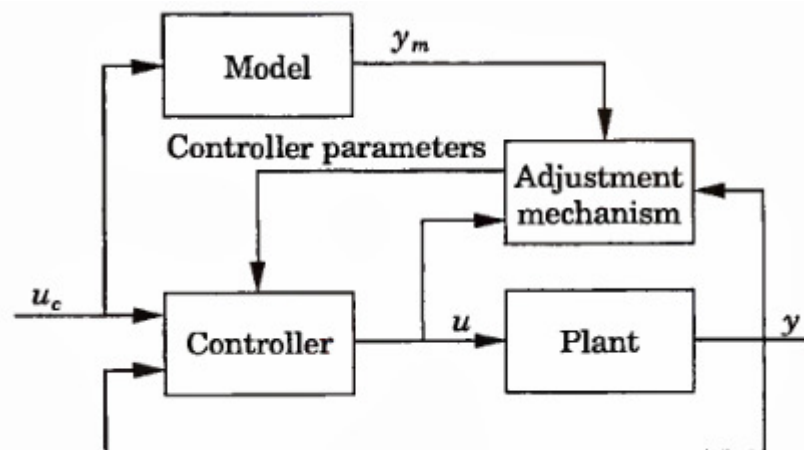 Model
y_m
Controller parameters
Adjustment
mechanism
u_c
Controller
u
Plant
y